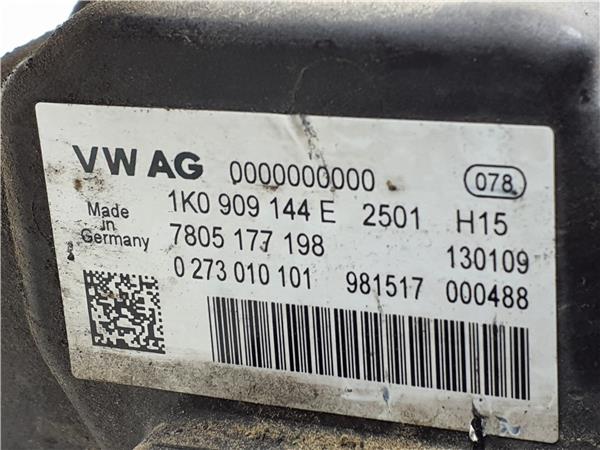 VW AG 0000000000 078
1K0 909 144 E 2501 H15
Made in Germany
7805 177 198 130109
0 273 010 101 981517 000488